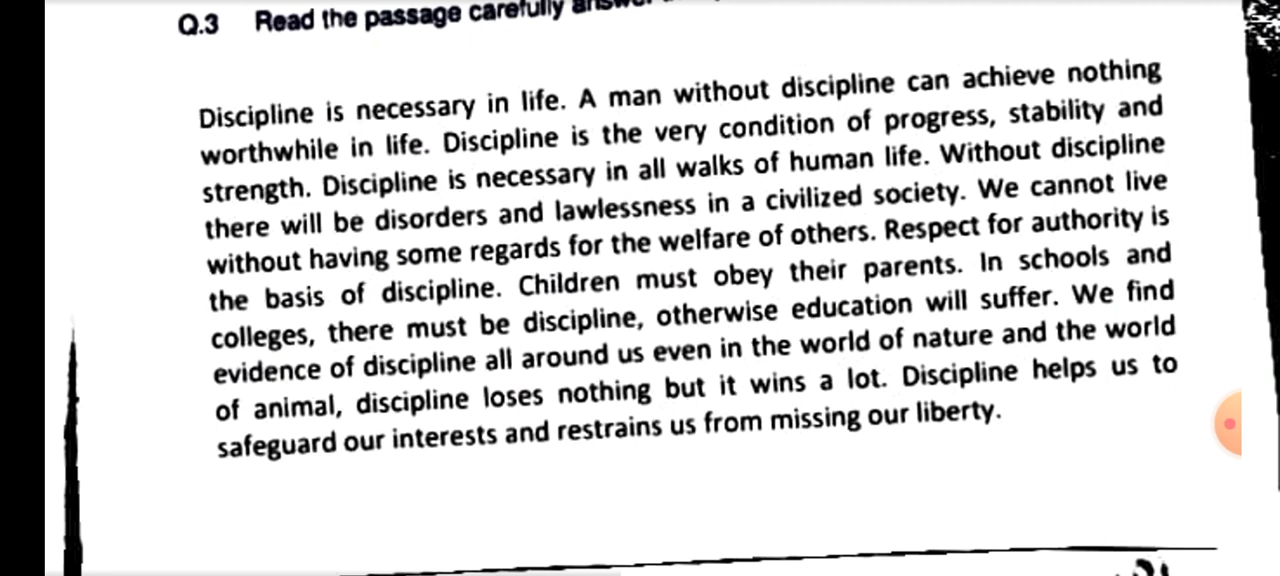 Q.3 Read the passage carefully answer
Discipline is necessary in life. A man without discipline can achieve nothing
worthwhile in life. Discipline is the very condition of progress, stability and
strength. Discipline is necessary in all walks of human life. Without discipline
there will be disorders and lawlessness in a civilized society. We cannot live
without having some regards for the welfare of others. Respect for authority is
the basis of discipline. Children must obey their parents. In schools and
colleges, there must be discipline, otherwise education will suffer. We find
evidence of discipline all around us even in the world of nature and the world
of animal, discipline loses nothing but it wins a lot. Discipline helps us to
safeguard our interests and restrains us from missing our liberty.